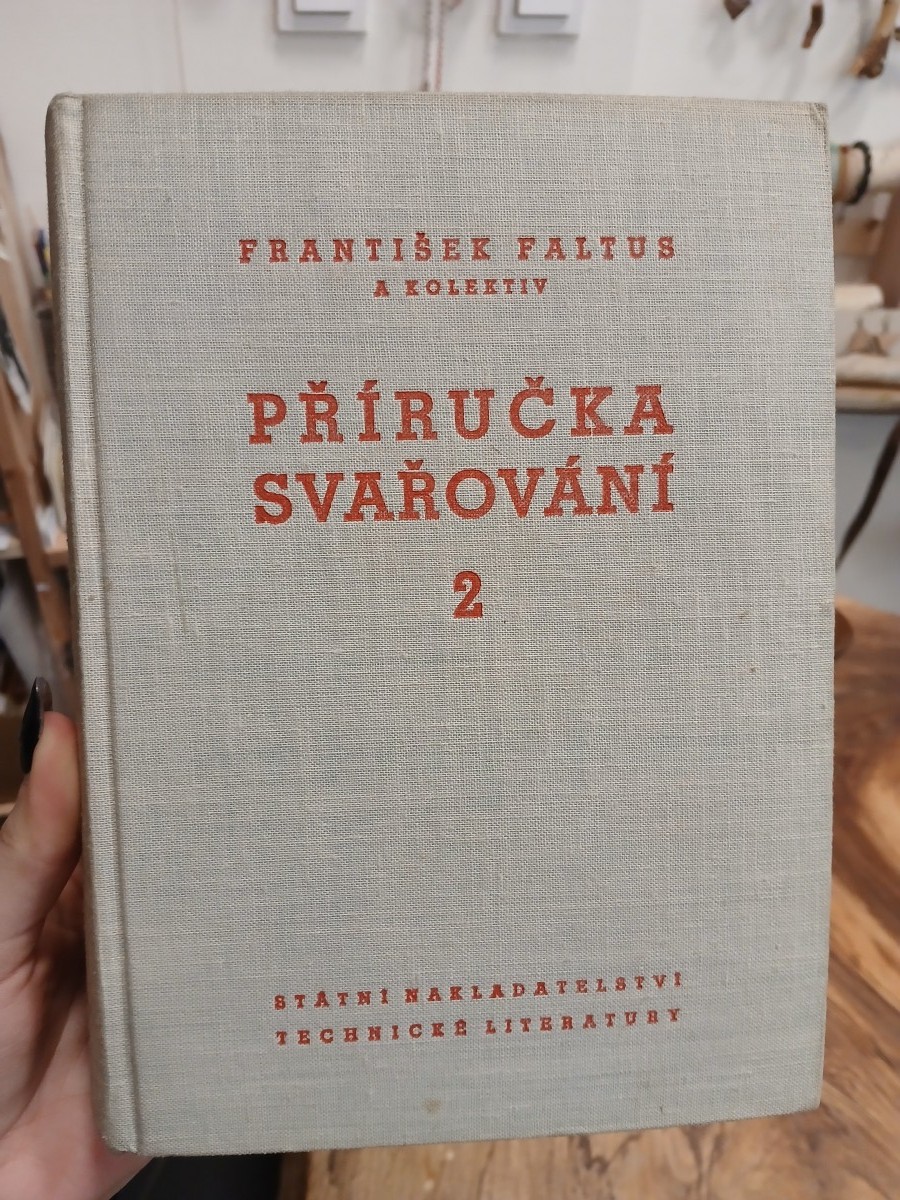 FRANTIŠEK FALTUS
A KOLEKTIV
PŘÍRUČKA
SVAŘOVÁNÍ
2
STÁTNÍ NAKLADATELSTVÍ
TECHNICKÉ LITERATURY